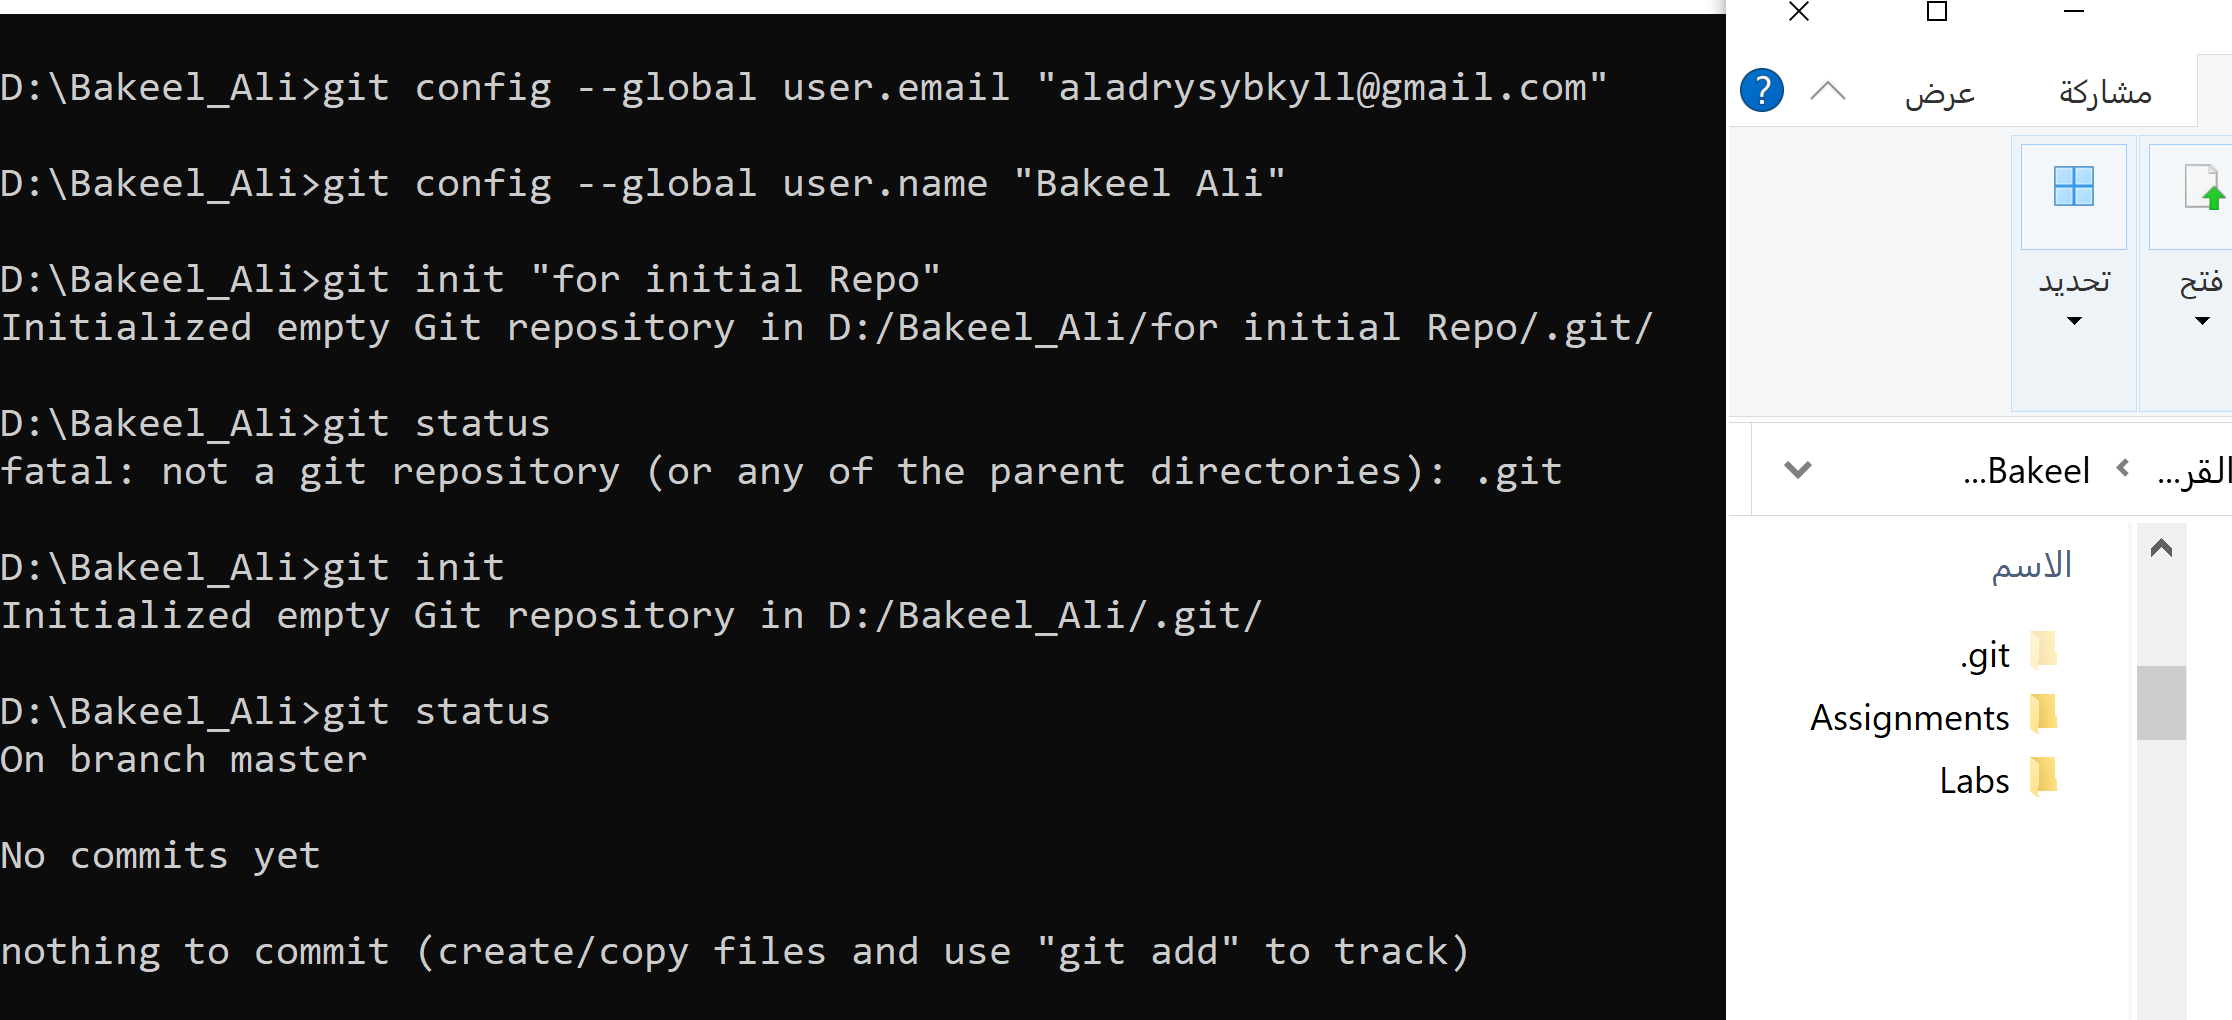 D:\Bakeel_Ali>git config --global user.email "aladrysybkyll@gmail.com"
D:\Bakeel_Ali>git config --global user.name "Bakeel Ali"
D:\Bakeel_Ali>git init "for initial Repo"
Initialized empty Git repository in D:/Bakeel_Ali/for initial Repo/.git/
D:\Bakeel_Ali>git status
fatal: not a git repository (or any of the parent directories): .git
D:\Bakeel_Ali>git init
Initialized empty Git repository in D:/Bakeel_Ali/.git/
D:\Bakeel_Ali>git status
On branch master
No commits yet
nothing to commit (create/copy files and use "git add" to track)
?
مشاركة عرض
فتح تحديد
القر... Bakeel...
الاسم
.git
Assignments
Labs